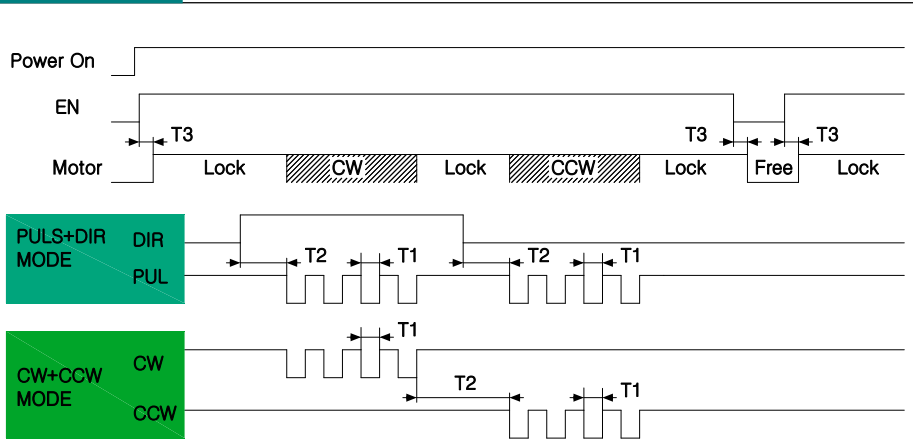 Power On
EN
T3 T3 T3
Motor Lock CW Lock CCW Lock Free Lock
PULS+DIR DIR
MODE
T2 T1 T2 T1
PUL
T1
CW
CW+CCW
MODE
T2 T1
CCW